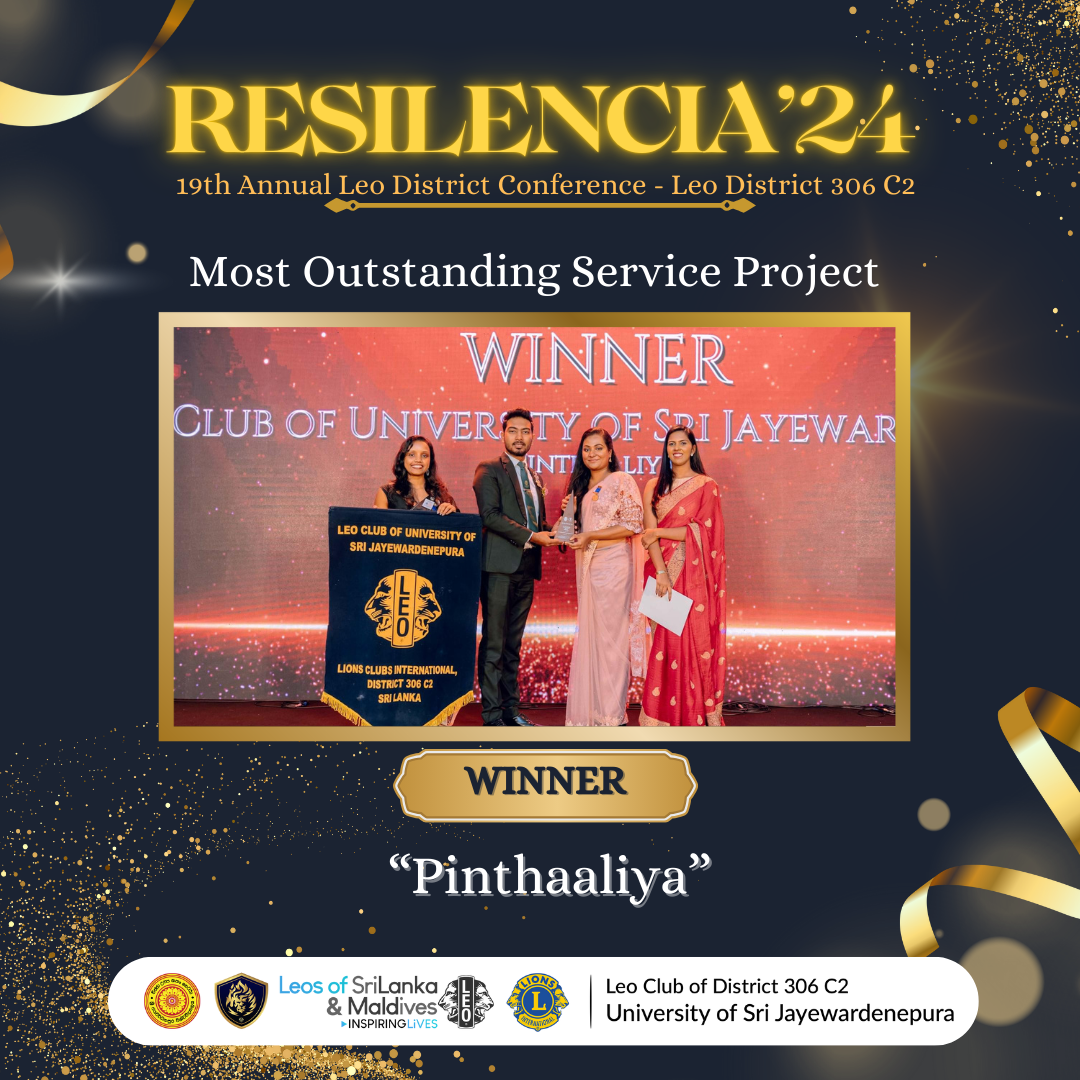 RESILENCIA’24
19th Annual Leo District Conference - Leo District 306 C2
Most Outstanding Service Project
WINNER
CLUB OF UNIVERSITY OF SRI JAYEWAR
LEO CLUB OF UNIVERSITY OF
SRI JAYEWARDENEPURA
LEO
LIONS CLUBS INTERNATIONAL,
DISTRICT 306 C2
SRI LANKA
WINNER
“Pinthaaliya”
Leos of SriLanka
& Maldives
INSPIRING LIVES
LEO
LIONS
L
INTERNATIONAL
Leo Club of District 306 C2
University of Sri Jayewardenepura